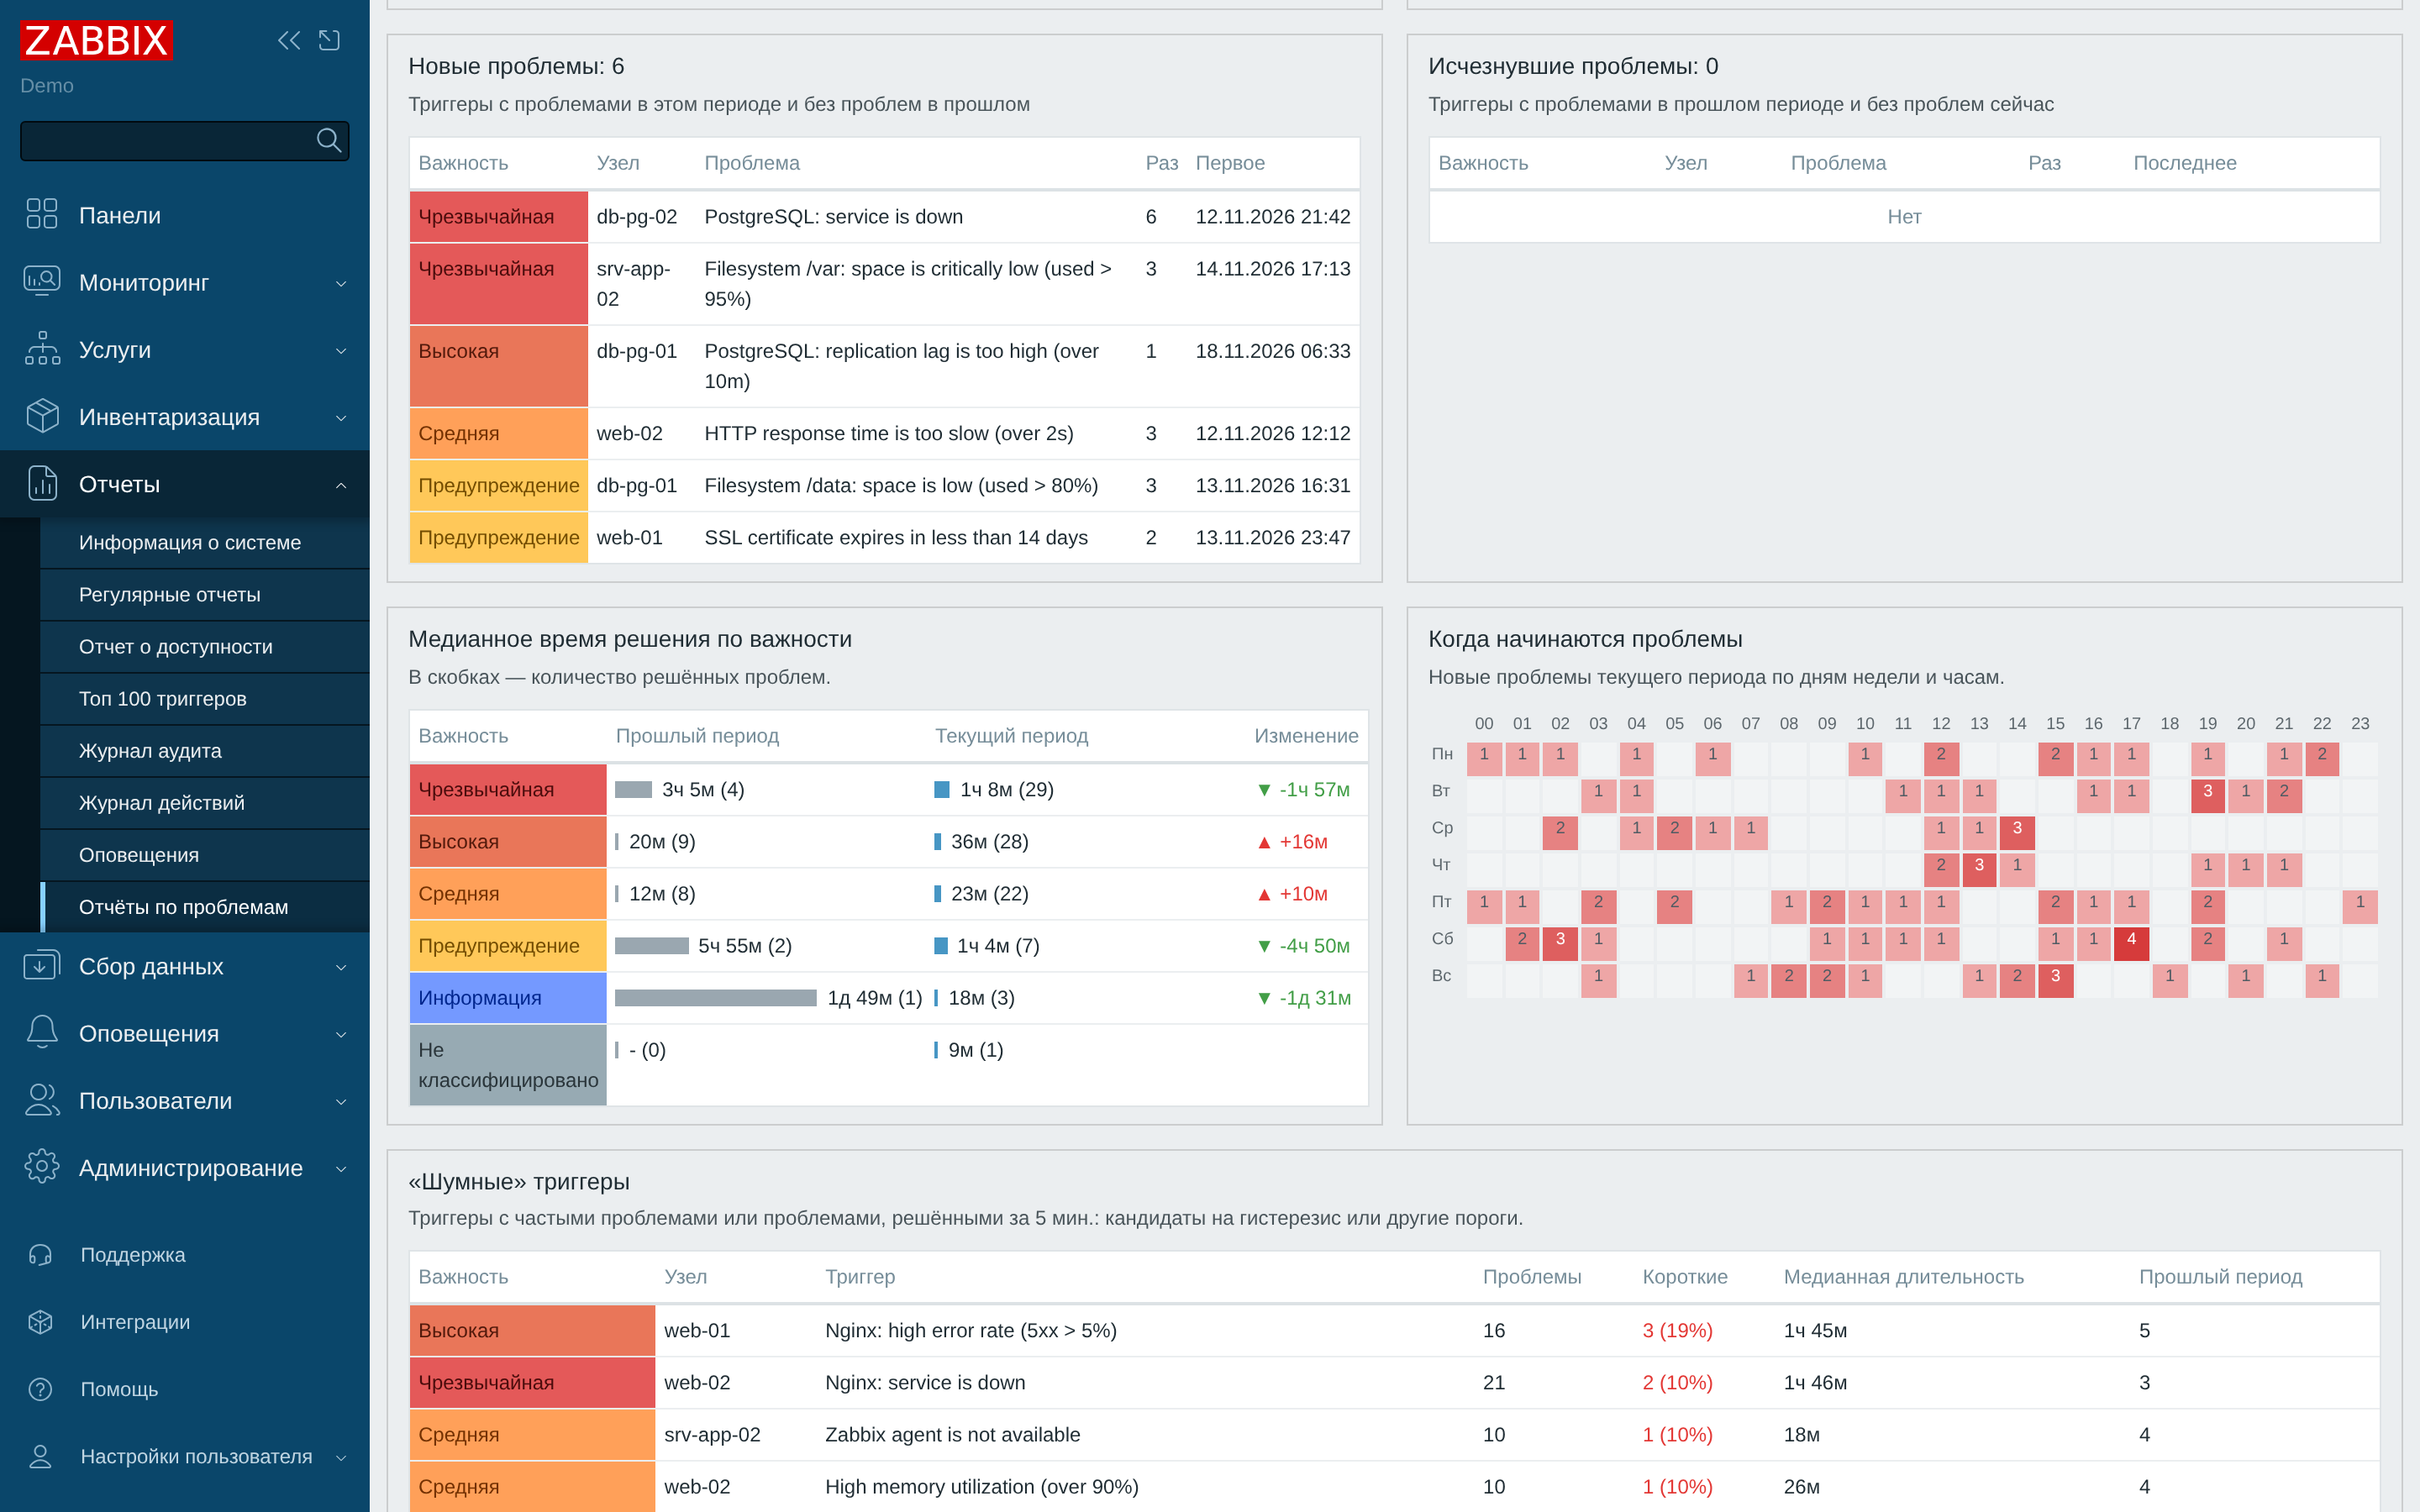 ZABBIX
Demo
Панели
Мониторинг
Услуги
Инвентаризация
Отчеты
Информация о системе
Регулярные отчеты
Отчет о доступности
Топ 100 триггеров
Журнал аудита
Журнал действий
Оповещения
Отчёты по проблемам
Сбор данных
Оповещения
Пользователи
Администрирование
Поддержка
Интеграции
Помощь
Настройки пользователя
Новые проблемы: 6
Триггеры с проблемами в этом периоде и без проблем в прошлом
Важность Узел Проблема Раз Первое
Чрезвычайная db-pg-02 PostgreSQL: service is down 6 12.11.2026 21:42
Чрезвычайная srv-app- Filesystem /var: space is critically low (used > 3 14.11.2026 17:13
02 95%)
Высокая db-pg-01 PostgreSQL: replication lag is too high (over 1 18.11.2026 06:33
10m)
Средняя web-02 HTTP response time is too slow (over 2s) 3 12.11.2026 12:12
Предупреждение db-pg-01 Filesystem /data: space is low (used > 80%) 3 13.11.2026 16:31
Предупреждение web-01 SSL certificate expires in less than 14 days 2 13.11.2026 23:47
Исчезнувшие проблемы: 0
Триггеры с проблемами в прошлом периоде и без проблем сейчас
Важность Узел Проблема Раз Последнее
Нет
Медианное время решения по важности
В скобках — количество решённых проблем.
Важность Прошлый период Текущий период Изменение
Чрезвычайная 3ч 5м (4) 1ч 8м (29) ▼ -1ч 57м
Высокая 20м (9) 36м (28) ▲ +16м
Средняя 12м (8) 23м (22) ▲ +10м
Предупреждение 5ч 55м (2) 1ч 4м (7) ▼ -4ч 50м
Информация 1д 49м (1) 18м (3) ▼ -1д 31м
Не - (0) 9м (1)
классифицировано
Когда начинаются проблемы
Новые проблемы текущего периода по дням недели и часам.
00 01 02 03 04 05 06 07 08 09 10 11 12 13 14 15 16 17 18 19 20 21 22 23
Пн 1 1 1 1 1 1 2 2 1 1 1 1 2
Вт 1 1 1 1 1 1 1 3 1 2
Ср 2 1 2 1 1 1 1 3
Чт 2 3 1 1 1 1
Пт 1 1 2 2 1 2 1 1 1 2 1 1 2 1
Сб 2 3 1 1 1 1 1 1 1 4 2 1
Вс 1 1 2 2 1 1 2 3 1 1 1
«Шумные» триггеры
Триггеры с частыми проблемами или проблемами, решёнными за 5 мин.: кандидаты на гистерезис или другие пороги.
Важность Узел Триггер Проблемы Короткие Медианная длительность Прошлый период
Высокая web-01 Nginx: high error rate (5xx > 5%) 16 3 (19%) 1ч 45м 5
Чрезвычайная web-02 Nginx: service is down 21 2 (10%) 1ч 46м 3
Средняя srv-app-02 Zabbix agent is not available 10 1 (10%) 18м 4
Средняя web-02 High memory utilization (over 90%) 10 1 (10%) 26м 4